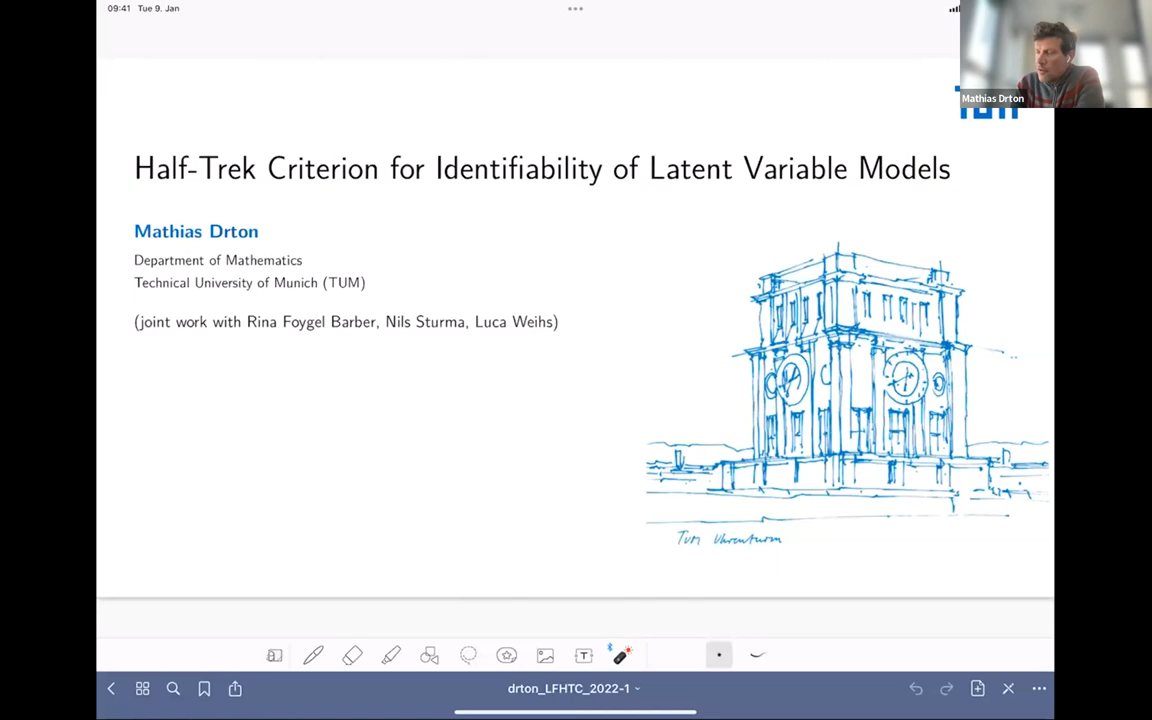 09:41 Tue 9. Jan
Mathias Drton
Half-Trek Criterion for Identifiability of Latent Variable Models
Mathias Drton
Department of Mathematics
Technical University of Munich (TUM)
(joint work with Rina Foygel Barber, Nils Sturma, Luca Weihs)
TUM Uhrenturm
T
drton_LFHTC_2022-1